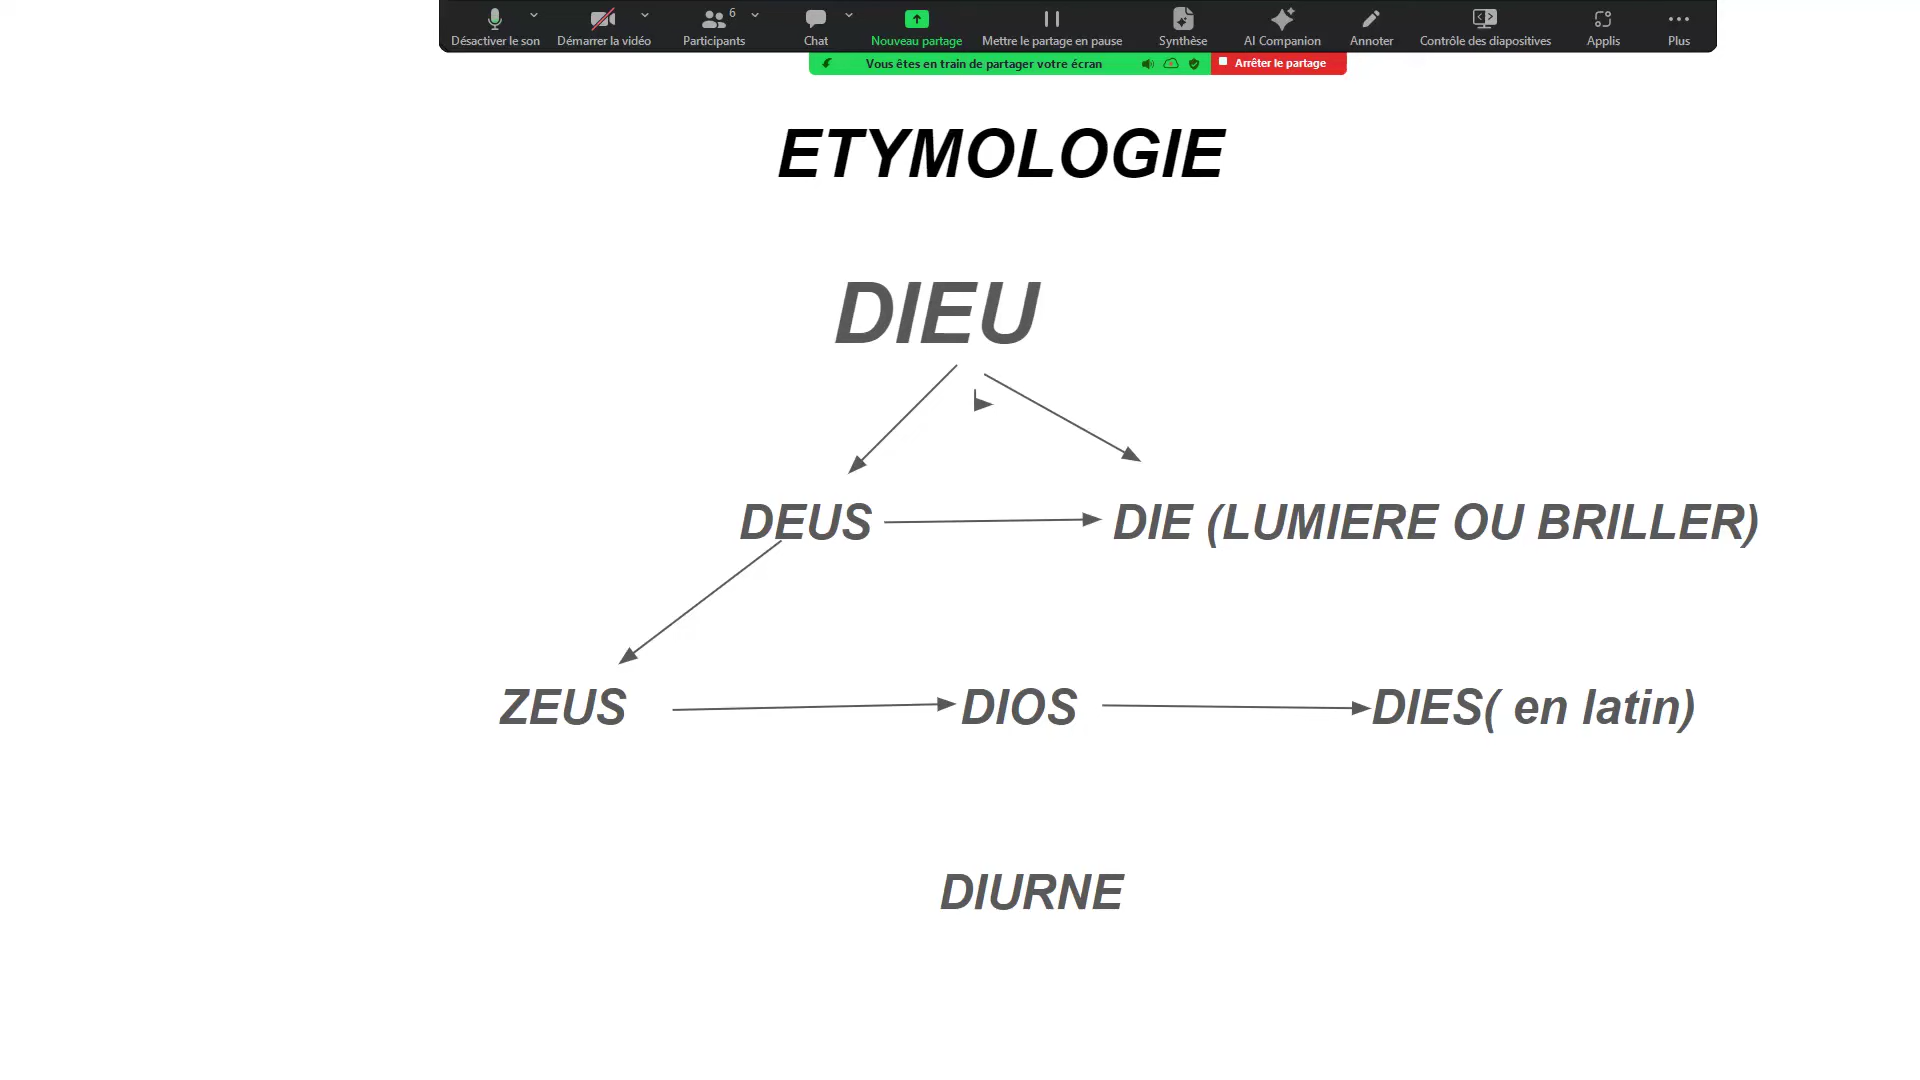 Désactiver le son Démarrer la vidéo 6 Participants Chat Nouveau partage Mettre le partage en pause Synthèse AI Companion Annoter Contrôle des diapositives Applis Plus
Vous êtes en train de partager votre écran Arrêter le partage
ETYMOLOGIE
DIEU
DEUS DIE (LUMIERE OU BRILLER)
ZEUS DIOS DIES( en latin)
DIURNE